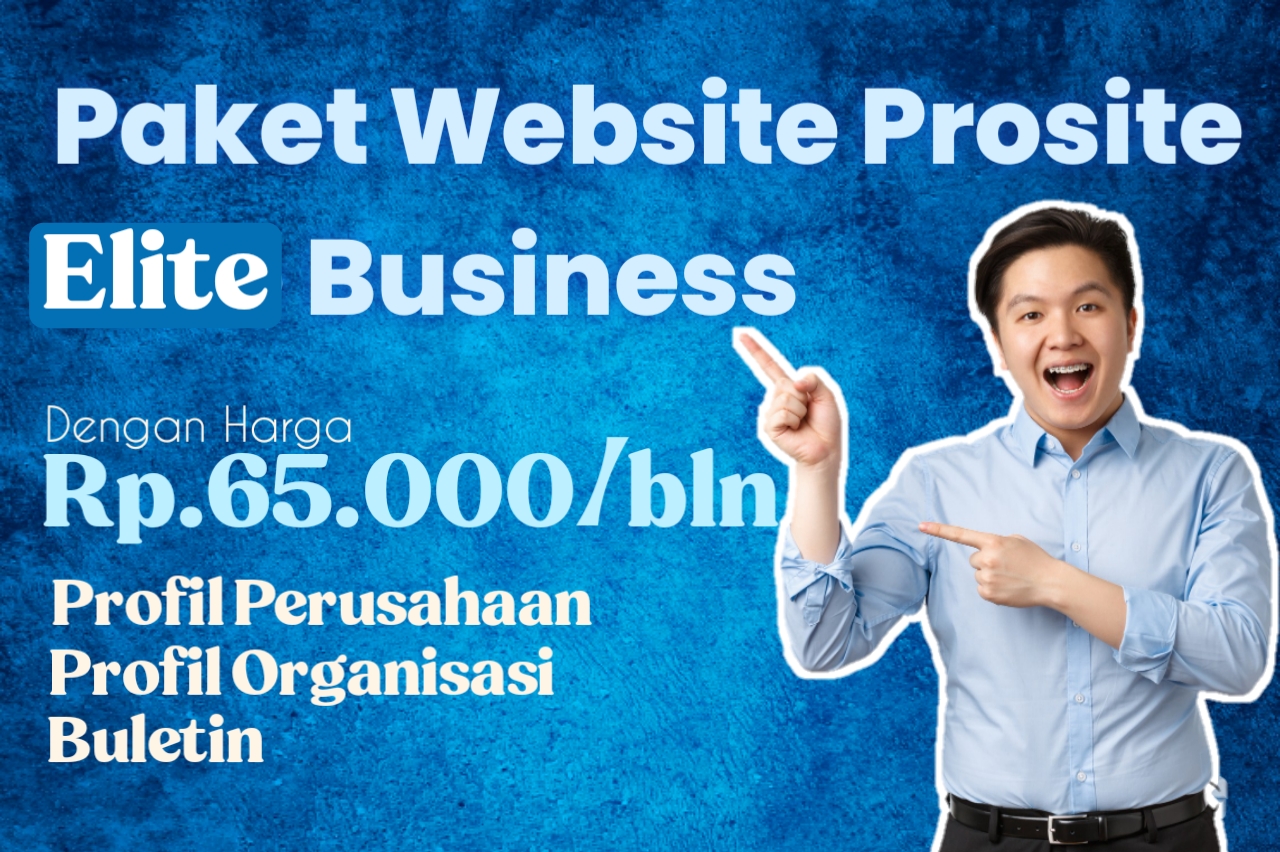 Paket Website Prosite
Elite Business
Dengan Harga
Rp.65.000/bln
Profil Perusahaan
Profil Organisasi
Buletin